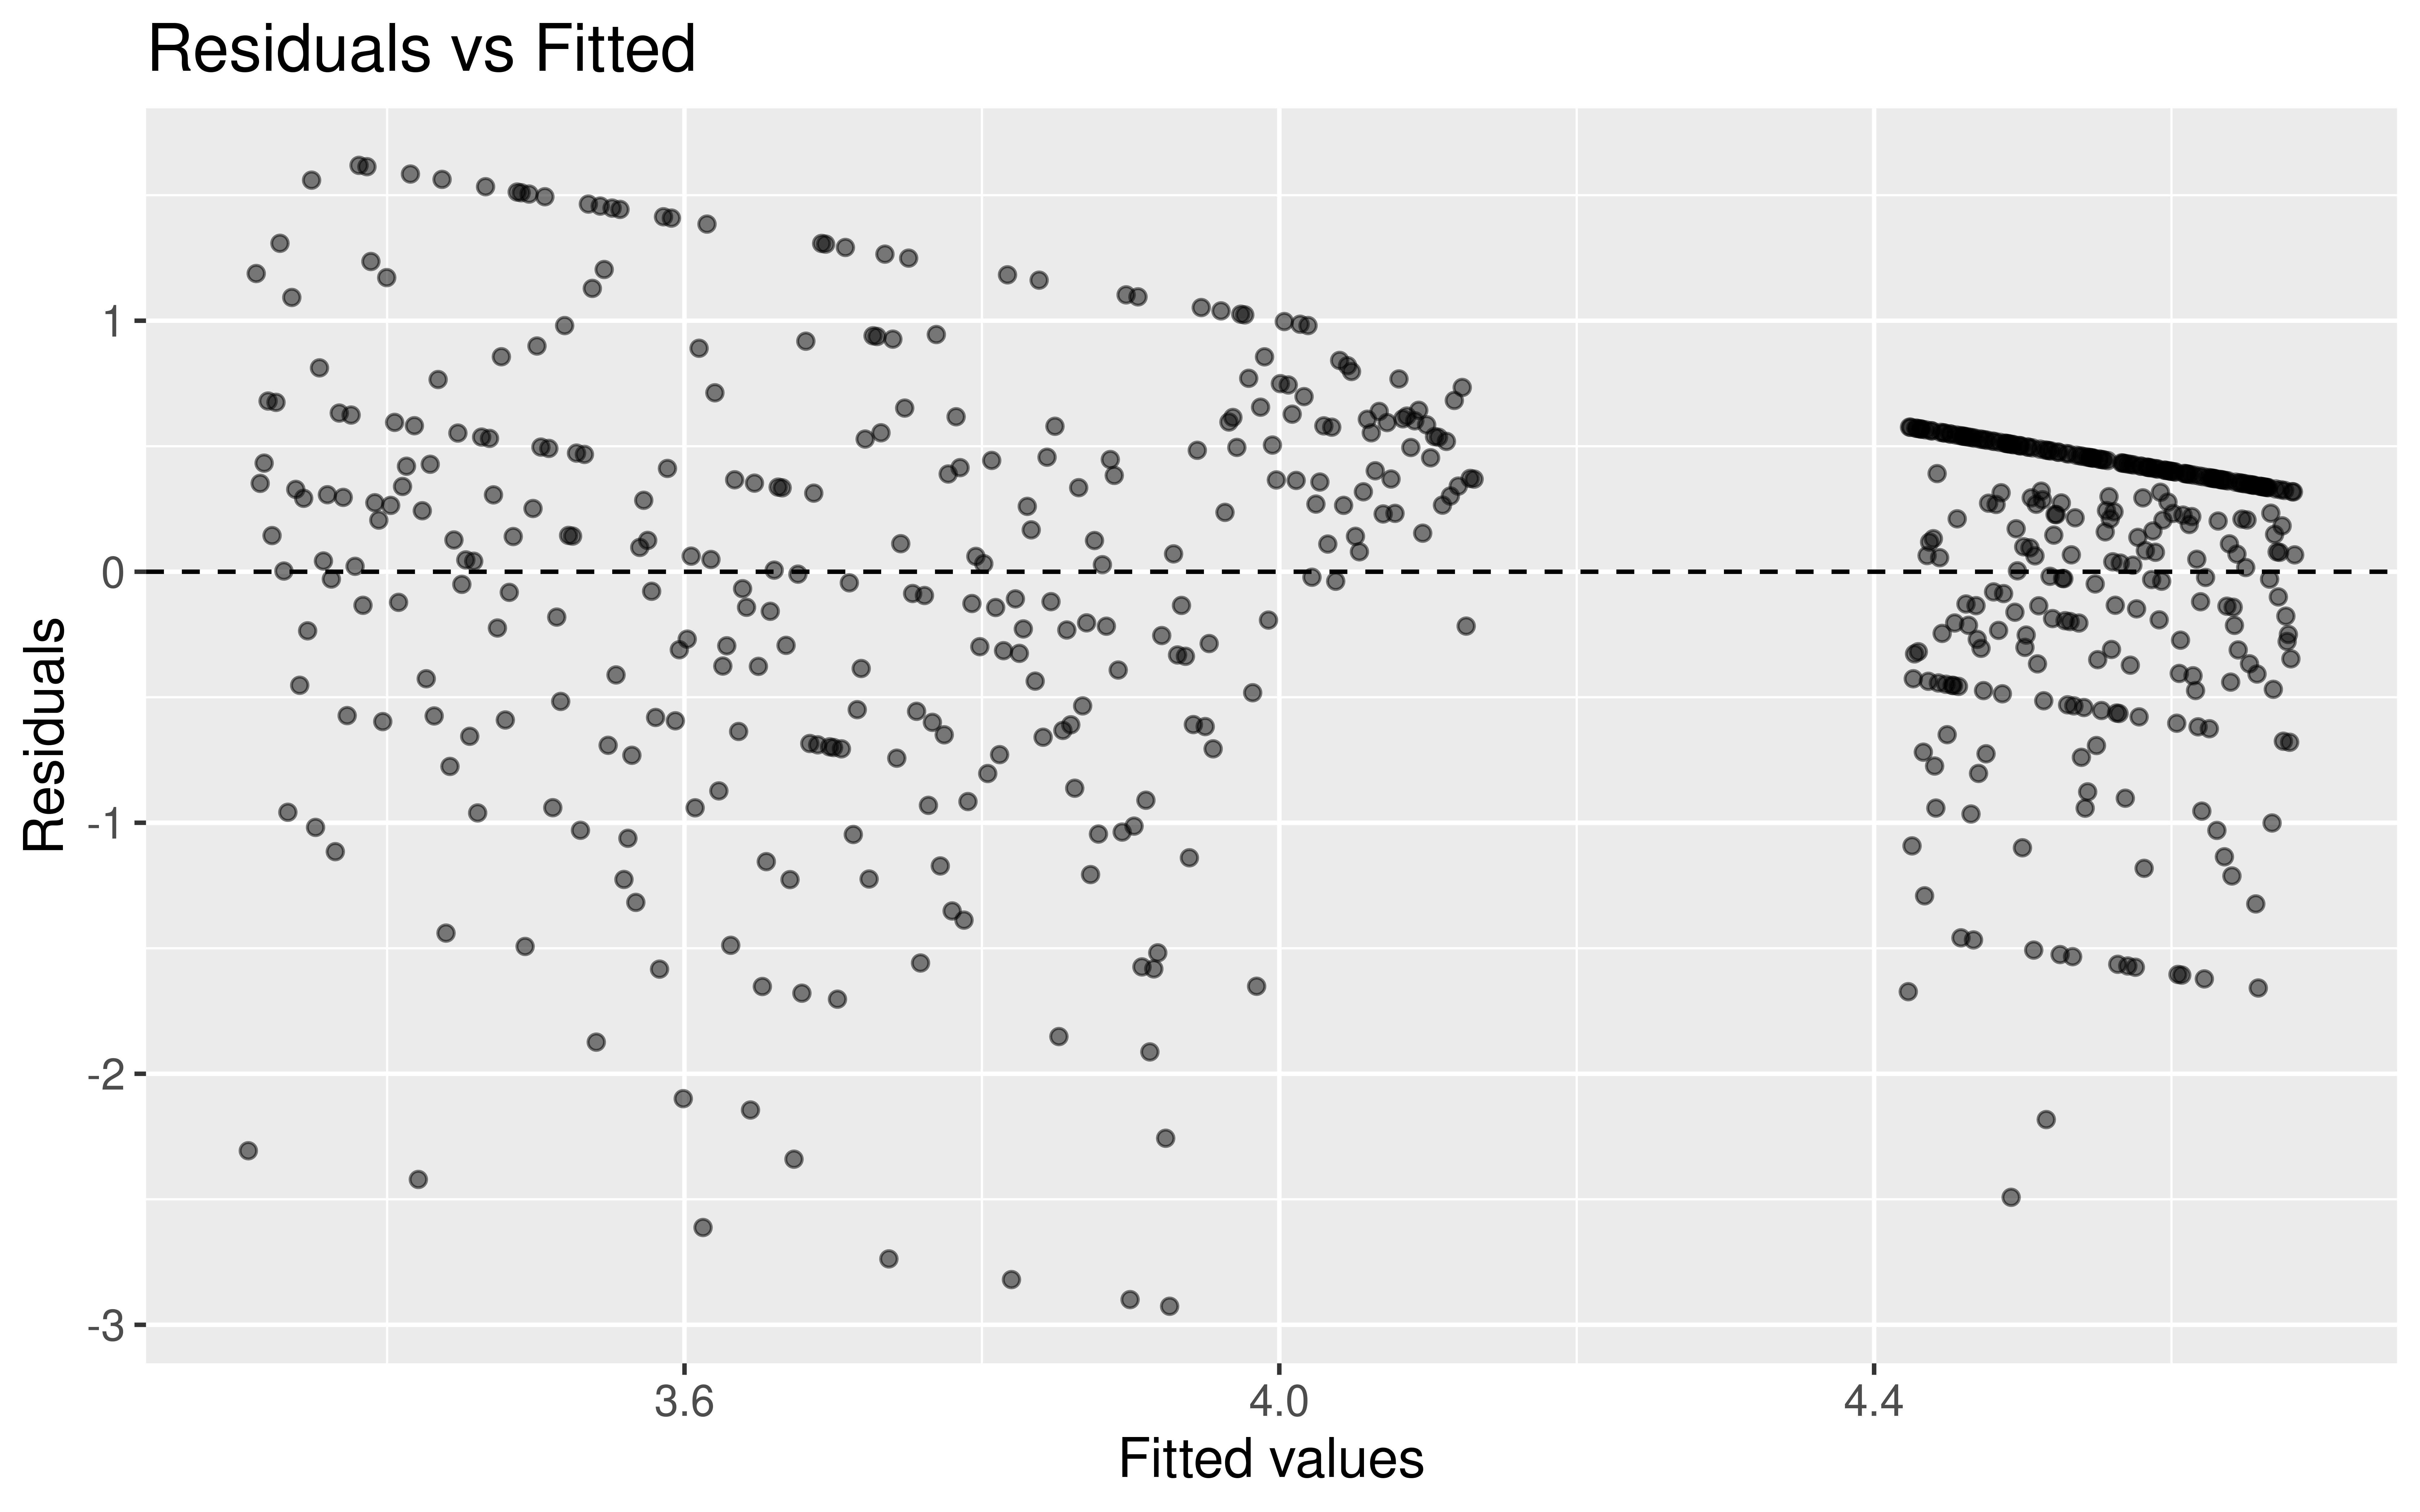 Residuals vs Fitted
Residuals
1
0
-1
-2
-3
3.6
4.0
4.4
Fitted values